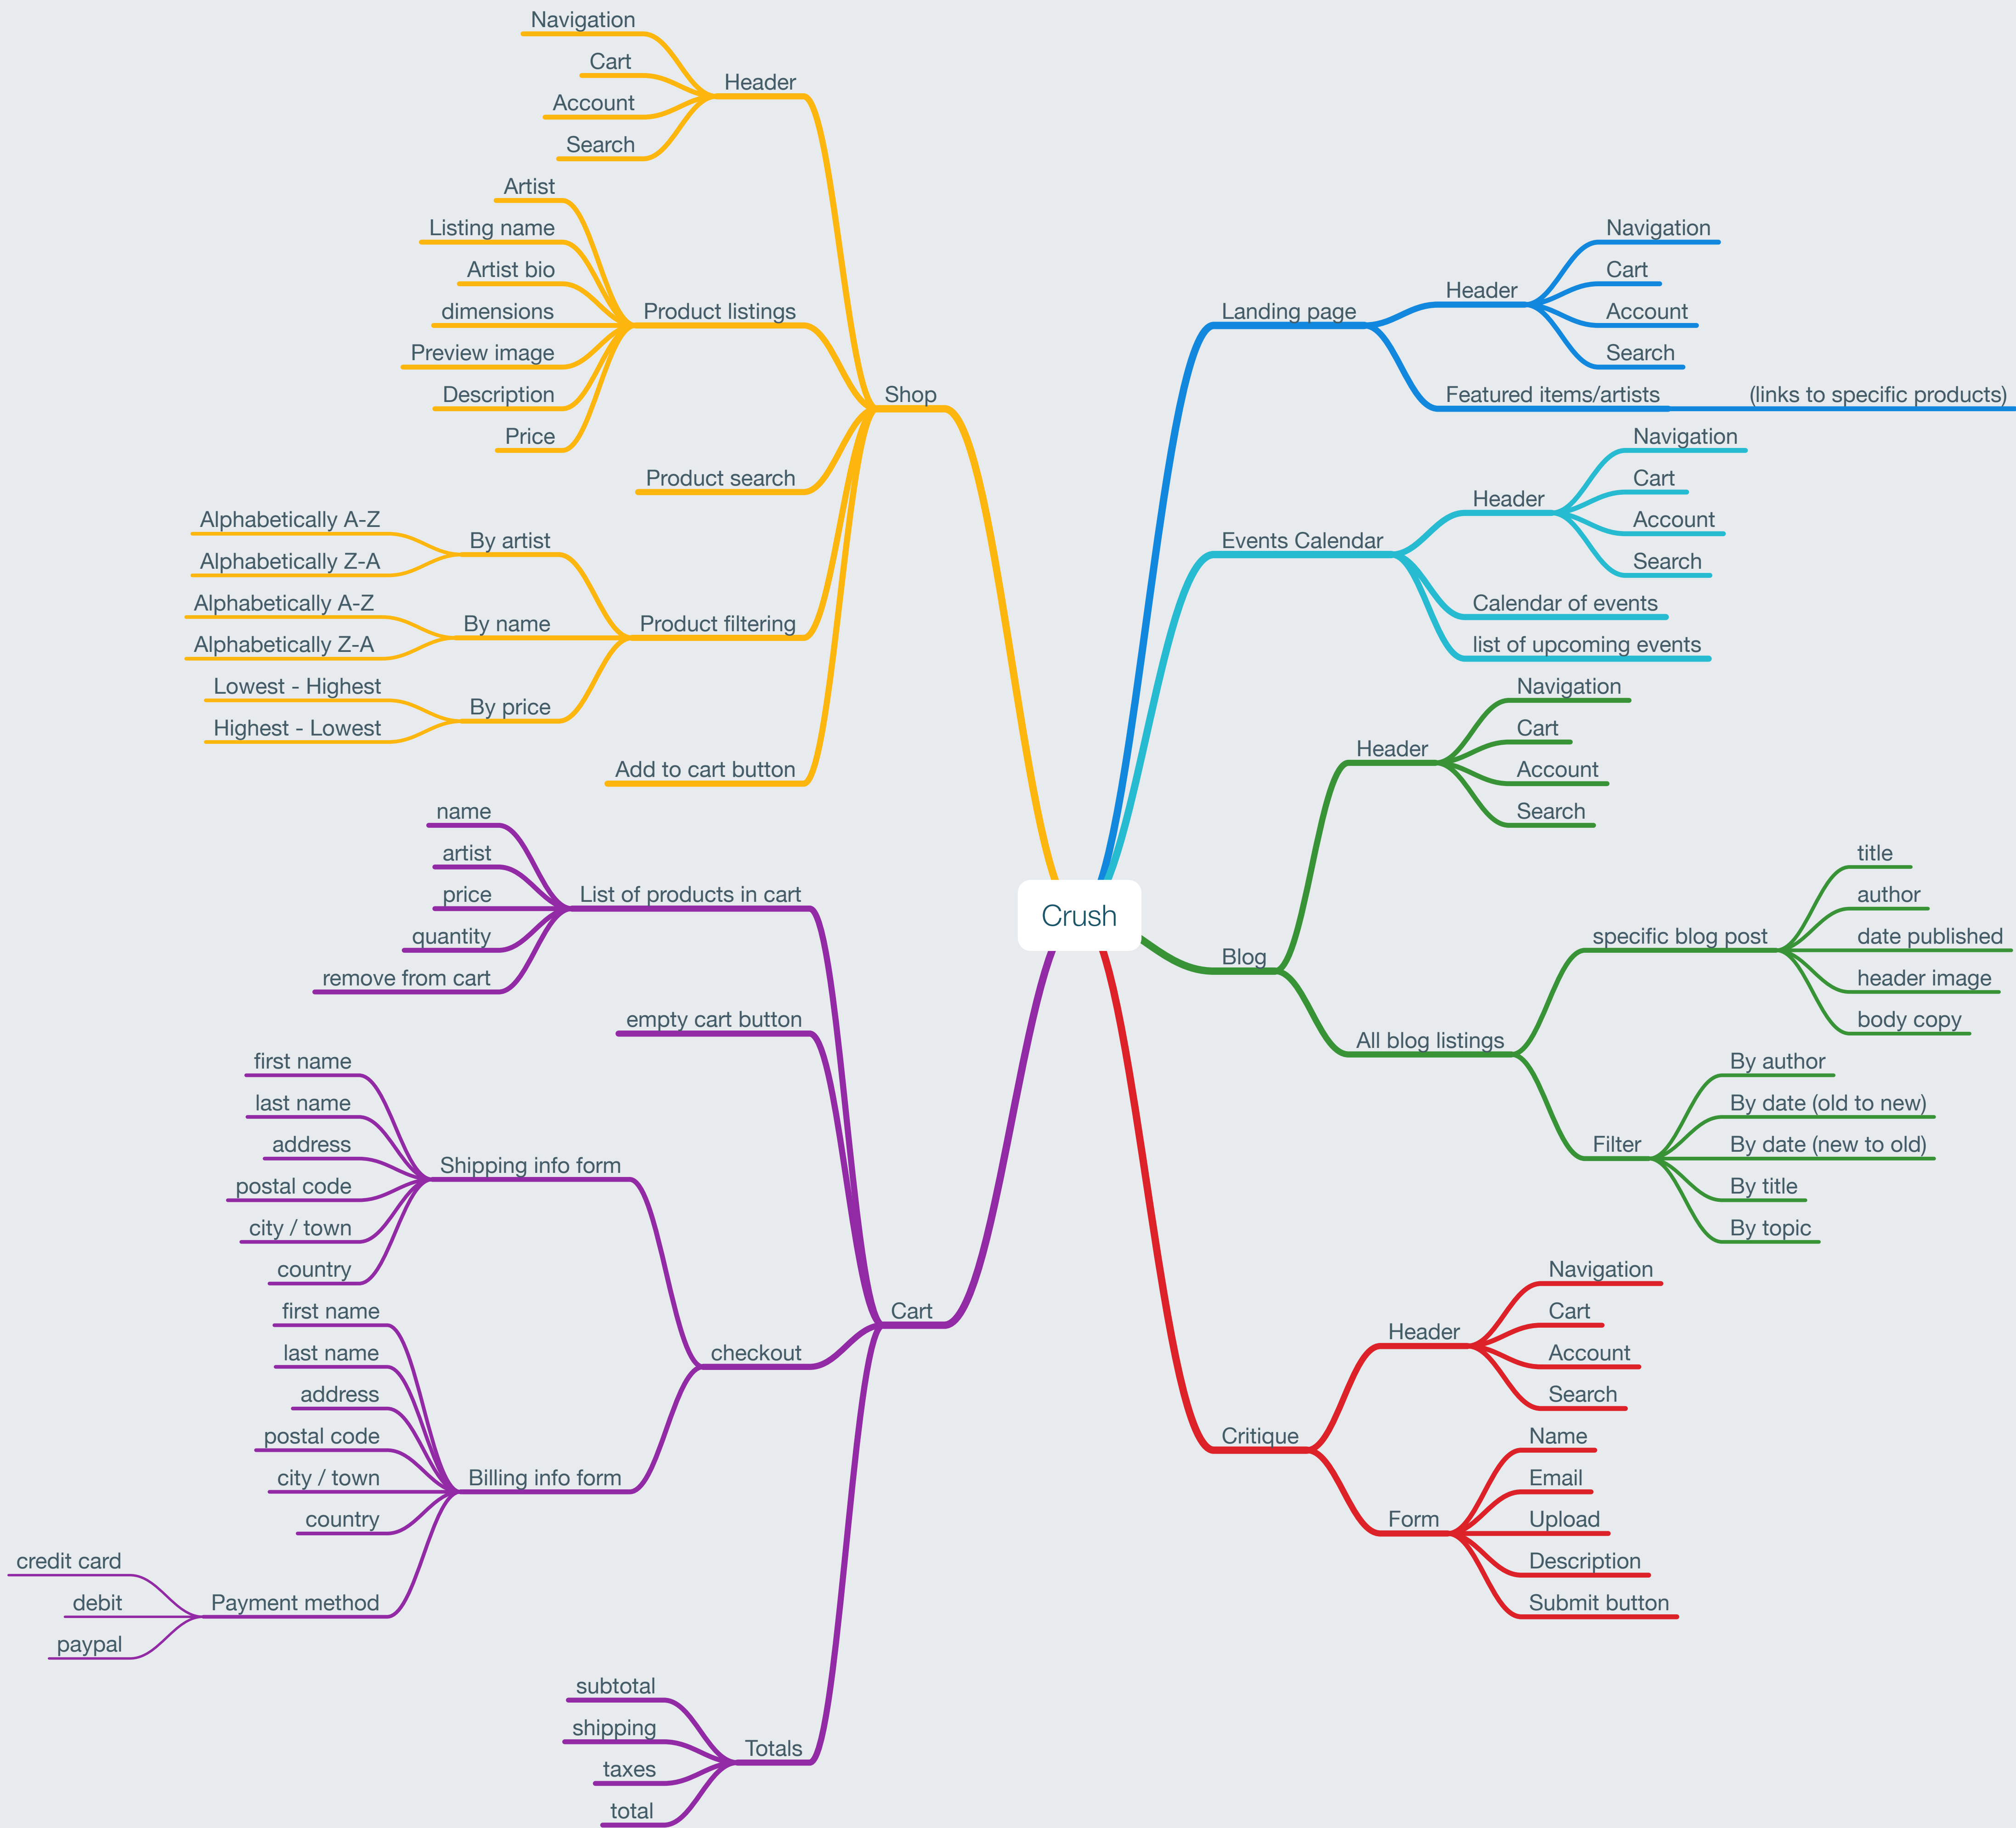 Crush
Landing page
Header
Navigation
Cart
Account
Search
Featured items/artists
(links to specific products)
Events Calendar
Header
Navigation
Cart
Account
Search
Calendar of events
list of upcoming events
Blog
Header
Navigation
Cart
Account
Search
All blog listings
specific blog post
title
author
date published
header image
body copy
Filter
By author
By date (old to new)
By date (new to old)
By title
By topic
Critique
Header
Navigation
Cart
Account
Search
Form
Name
Email
Upload
Description
Submit button
Shop
Header
Navigation
Cart
Account
Search
Product listings
Artist
Listing name
Artist bio
dimensions
Preview image
Description
Price
Product search
Product filtering
By artist
Alphabetically A-Z
Alphabetically Z-A
By name
Alphabetically A-Z
Alphabetically Z-A
By price
Lowest - Highest
Highest - Lowest
Add to cart button
Cart
List of products in cart
name
artist
price
quantity
remove from cart
empty cart button
checkout
Shipping info form
first name
last name
address
postal code
city / town
country
Billing info form
first name
last name
address
postal code
city / town
country
Payment method
credit card
debit
paypal
Totals
subtotal
shipping
taxes
total